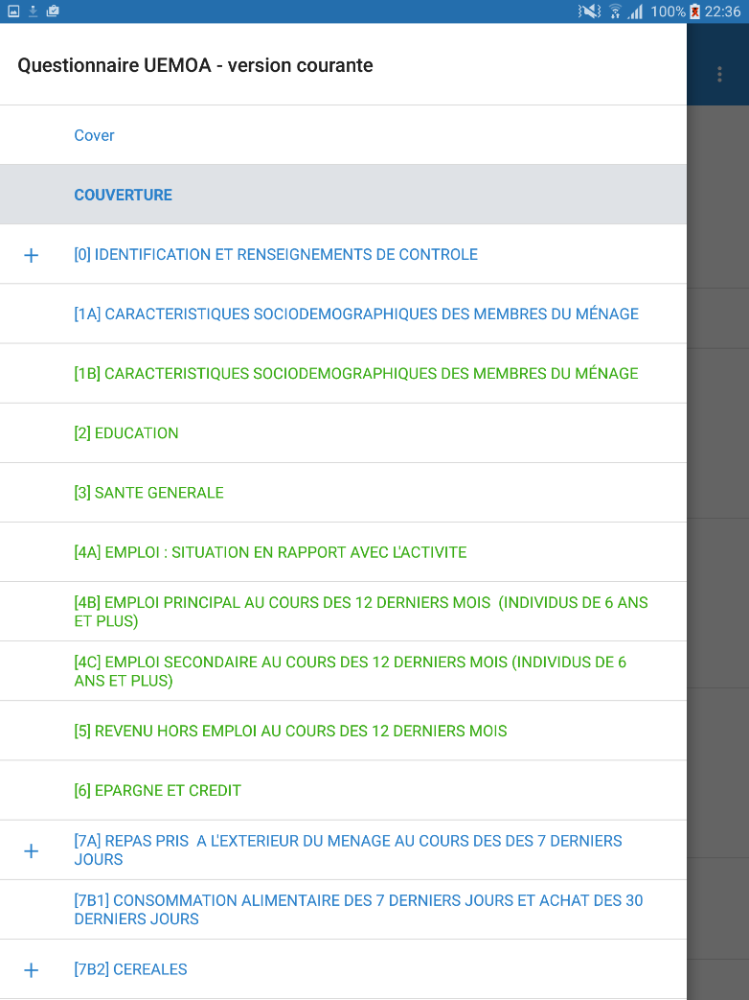 100% 22:36
Questionnaire UEMOA - version courante
Cover
COUVERTURE
[0] IDENTIFICATION ET RENSEIGNEMENTS DE CONTROLE
[1A] CARACTERISTIQUES SOCIODEMOGRAPHIQUES DES MEMBRES DU MÉNAGE
[1B] CARACTERISTIQUES SOCIODEMOGRAPHIQUES DES MEMBRES DU MÉNAGE
[2] EDUCATION
[3] SANTE GENERALE
[4A] EMPLOI : SITUATION EN RAPPORT AVEC L'ACTIVITE
[4B] EMPLOI PRINCIPAL AU COURS DES 12 DERNIERS MOIS  (INDIVIDUS DE 6 ANS
ET PLUS)
[4C] EMPLOI SECONDAIRE AU COURS DES 12 DERNIERS MOIS (INDIVIDUS DE 6
ANS ET PLUS)
[5] REVENU HORS EMPLOI AU COURS DES 12 DERNIERS MOIS
[6] EPARGNE ET CREDIT
[7A] REPAS PRIS  A L'EXTERIEUR DU MENAGE AU COURS DES DES 7 DERNIERS
JOURS
[7B1] CONSOMMATION ALIMENTAIRE DES 7 DERNIERS JOURS ET ACHAT DES 30
DERNIERS JOURS
[7B2] CEREALES